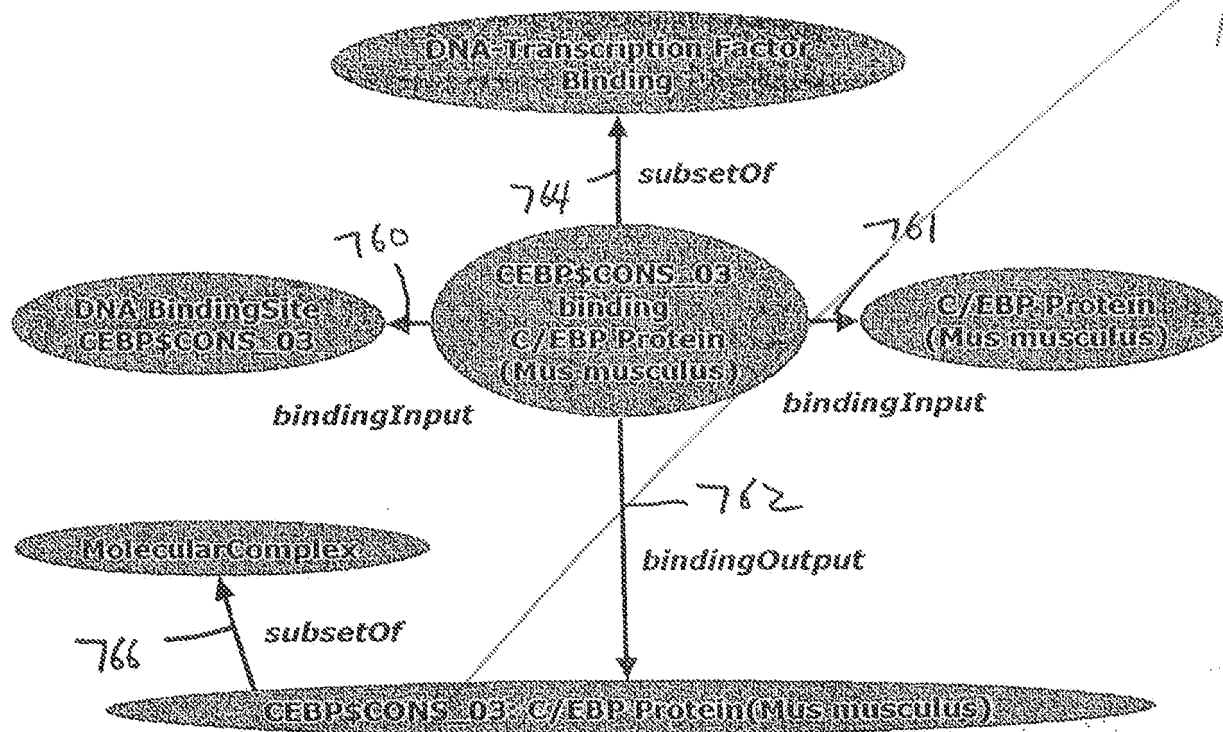 DNA-Transcription Factor
Binding
764
subsetOf
760
761
CEBP$CONS_03
binding
C/EBP Protein
(Mus musculus)
DNA BindingSite
CEBP$CONS_03
C/EBP Protein
(Mus musculus)
bindingInput
bindingInput
762
MolecularComplex
bindingOutput
766
subsetOf
CEBP$CONS_03-C/EBP Protein(Mus musculus)